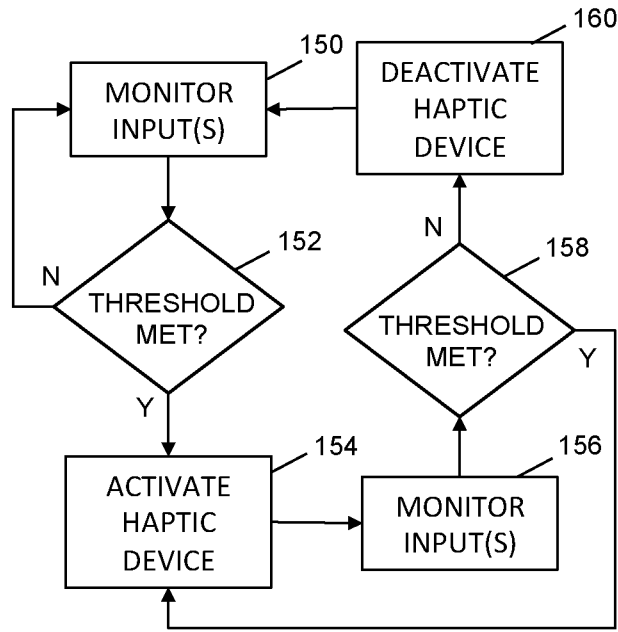 150
MONITOR
INPUT(S)
160
DEACTIVATE
HAPTIC
DEVICE
152
THRESHOLD
MET?
N
Y
158
THRESHOLD
MET?
N
Y
154
ACTIVATE
HAPTIC
DEVICE
156
MONITOR
INPUT(S)